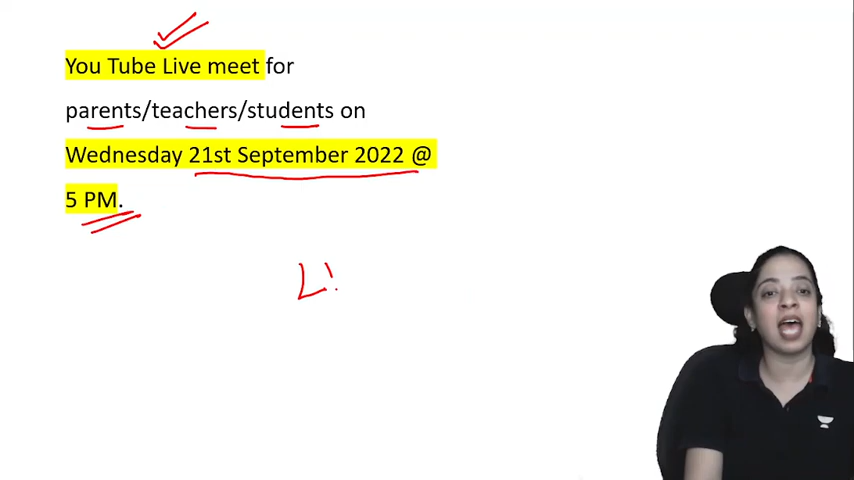 You Tube Live meet for
parents/teachers/students on
Wednesday 21st September 2022 @
5 PM.